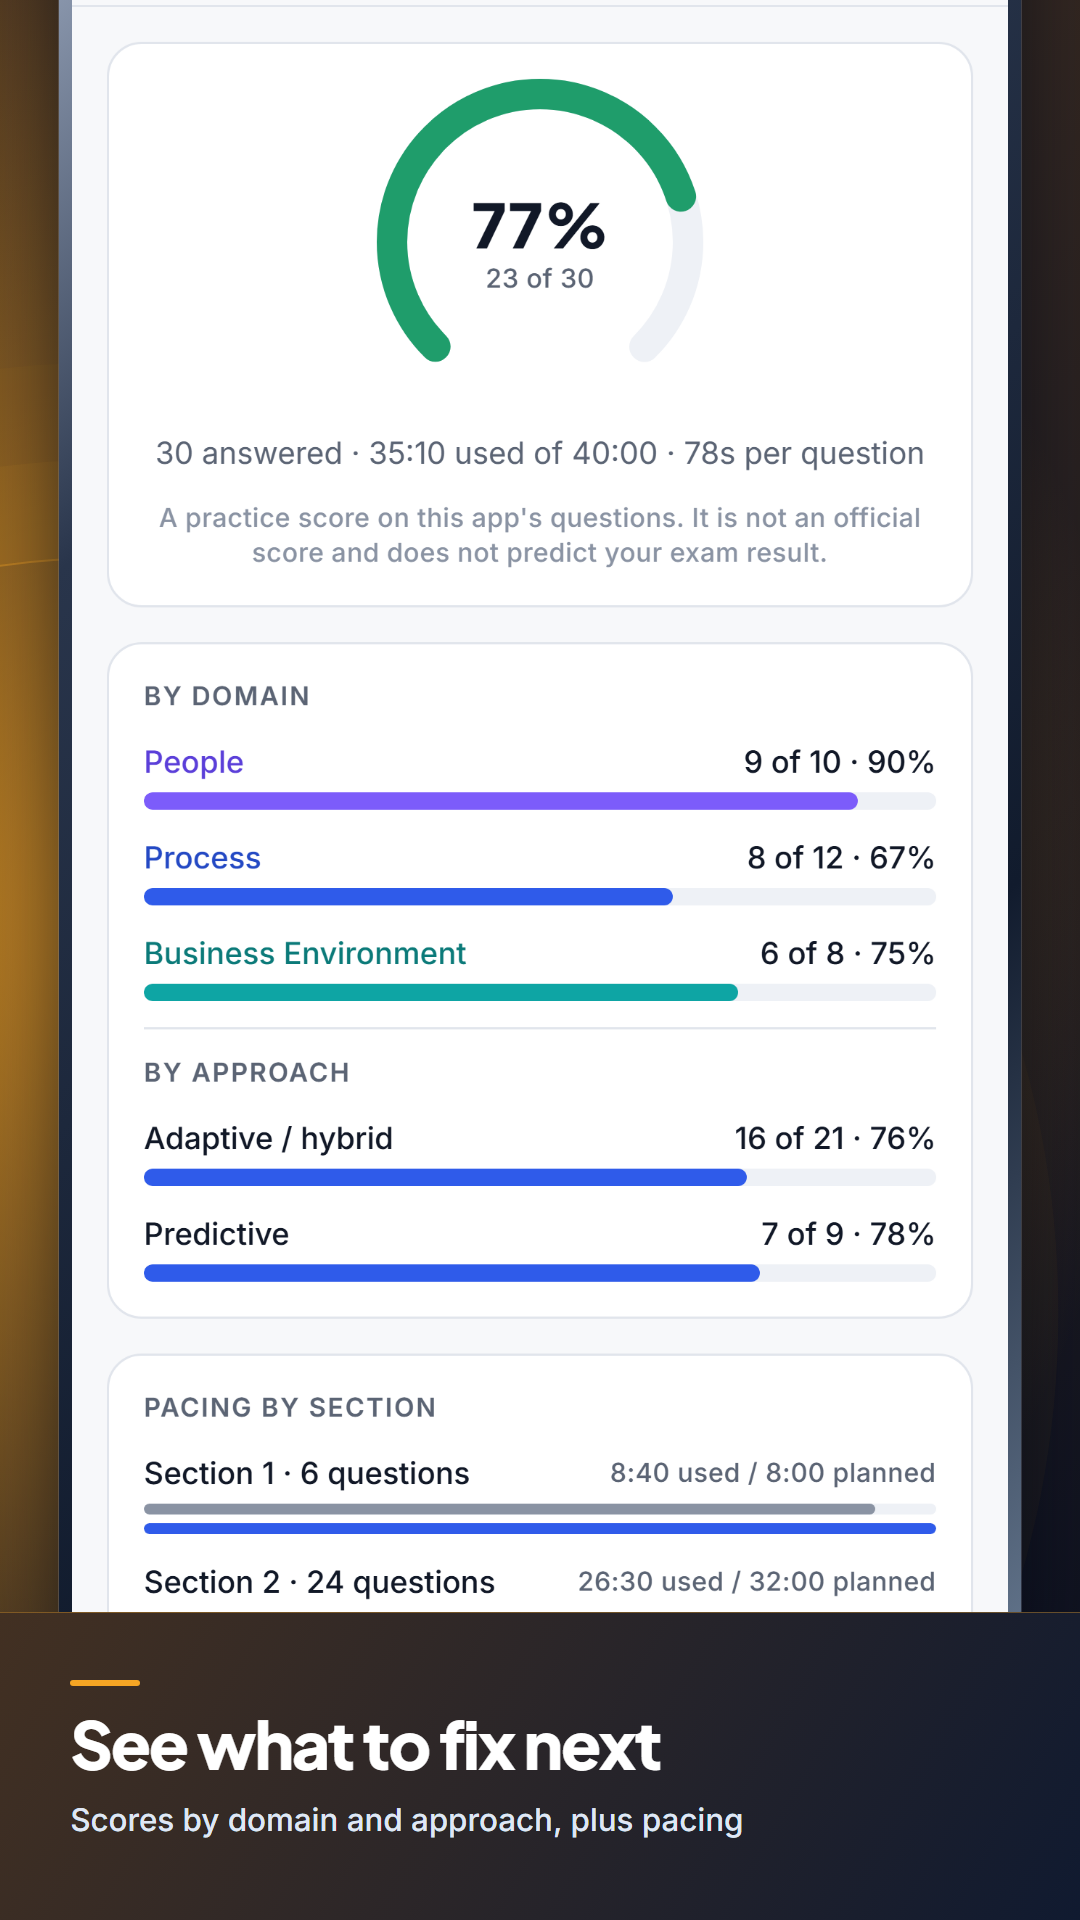 77%
23 of 30
30 answered · 35:10 used of 40:00 · 78s per question
A practice score on this app's questions. It is not an official
score and does not predict your exam result.
BY DOMAIN
People 9 of 10 · 90%
Process 8 of 12 · 67%
Business Environment 6 of 8 · 75%
BY APPROACH
Adaptive / hybrid 16 of 21 · 76%
Predictive 7 of 9 · 78%
PACING BY SECTION
Section 1 · 6 questions 8:40 used / 8:00 planned
Section 2 · 24 questions 26:30 used / 32:00 planned
See what to fix next
Scores by domain and approach, plus pacing